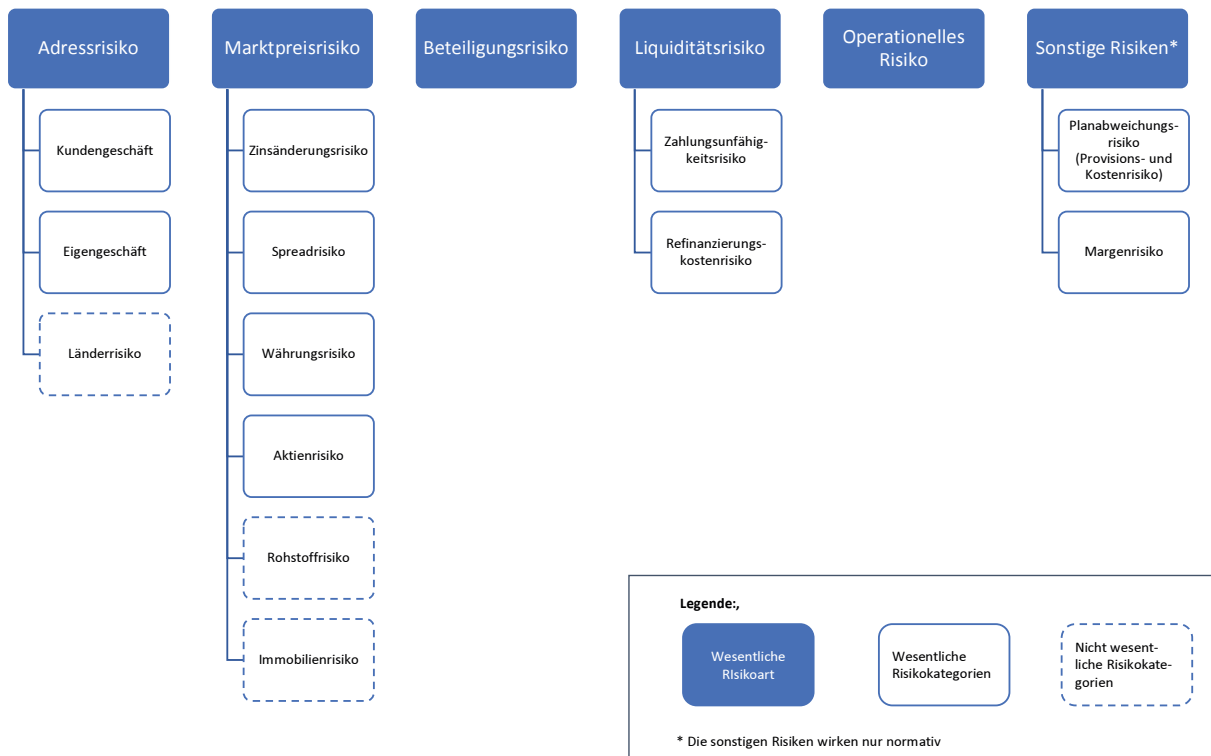 Adressrisiko
Marktpreisrisiko
Beteiligungsrisiko
Liquiditätsrisiko
Operationelles
Risiko
Sonstige Risiken*
Kundengeschäft
Eigengeschäft
Länderrisiko
Zinsänderungsrisiko
Spreadrisiko
Währungsrisiko
Aktienrisiko
Rohstoffrisiko
Immobilienrisiko
Zahlungsunfähig-
keitsrisiko
Refinanzierungs-
kostenrisiko
Planabweichungs-
risiko
(Provisions- und
Kostenrisiko)
Margenrisiko
Legende:,
Wesentliche
RIsikoart
Wesentliche
Risikokategorien
Nicht wesent-
liche Risikokate-
gorien
* Die sonstigen Risiken wirken nur normativ